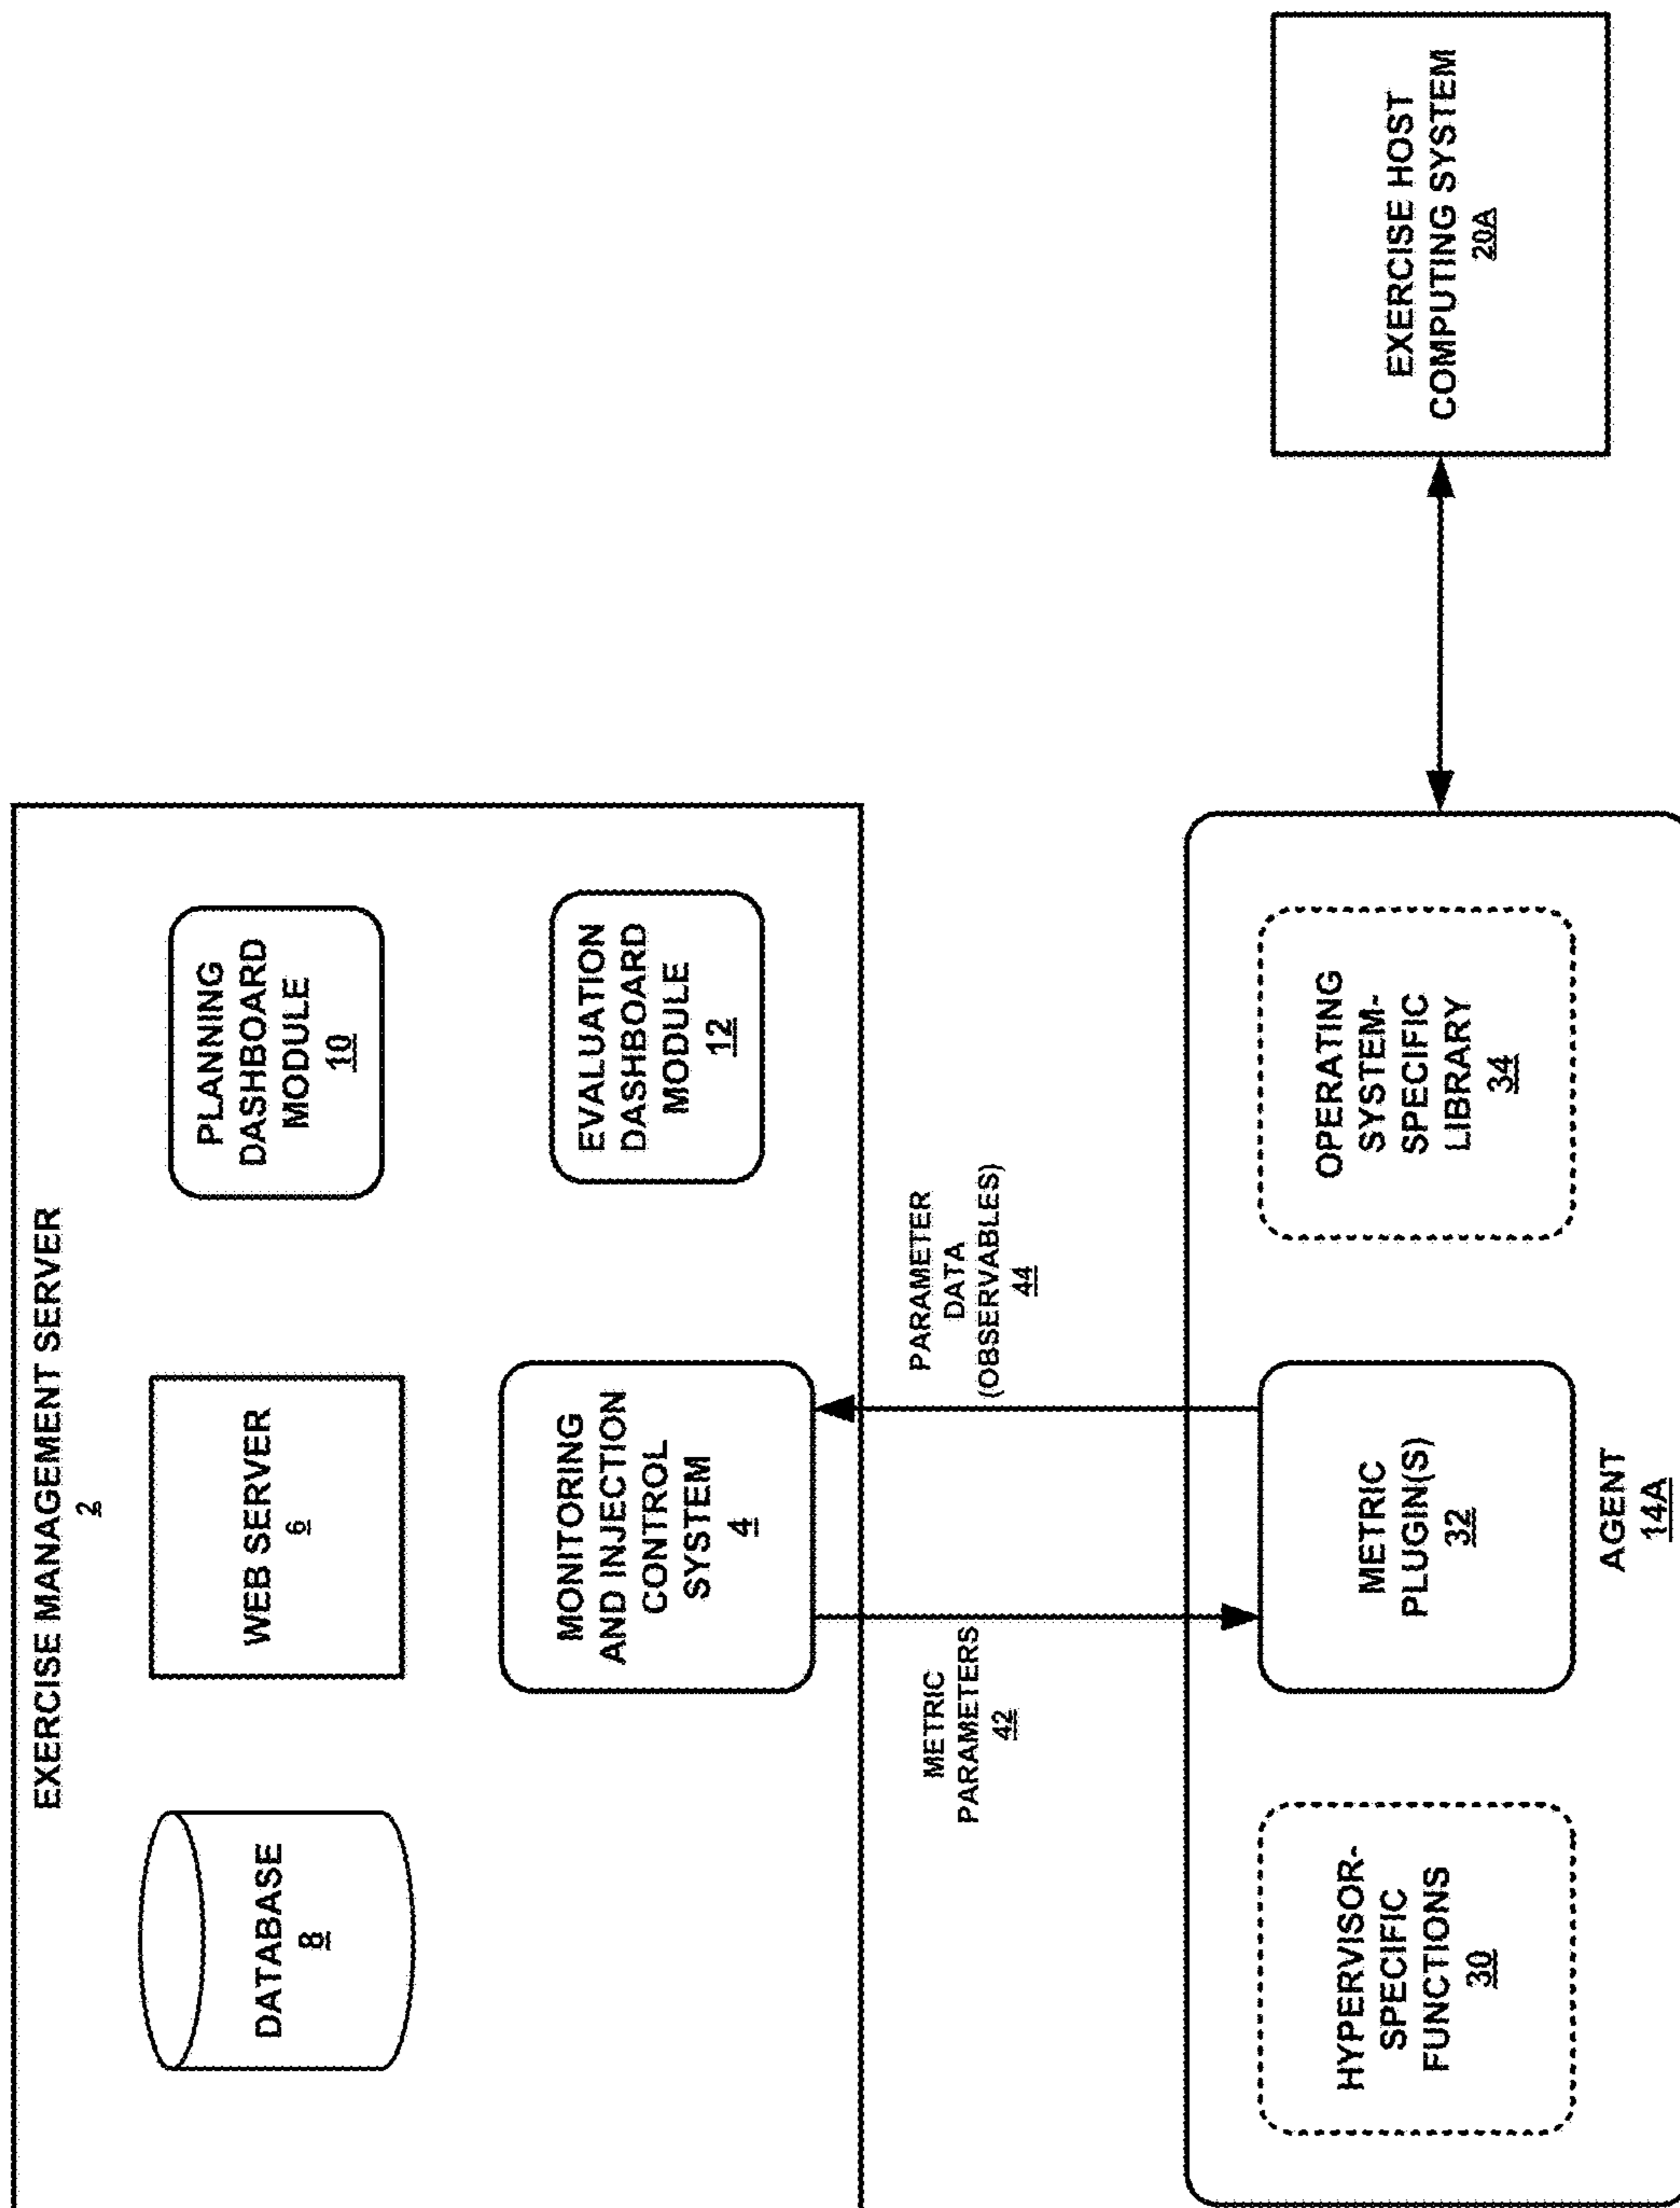 EXERCISE MANAGEMENT SERVER
2
DATABASE
8
WEB SERVER
6
PLANNING
DASHBOARD
MODULE
10
MONITORING
AND INJECTION
CONTROL
SYSTEM
4
EVALUATION
DASHBOARD
MODULE
12
METRIC
PARAMETERS
42
PARAMETER
DATA
(OBSERVABLES)
44
HYPERVISOR-
SPECIFIC
FUNCTIONS
30
METRIC
PLUGIN(S)
32
OPERATING
SYSTEM-
SPECIFIC
LIBRARY
34
AGENT
14A
EXERCISE HOST
COMPUTING SYSTEM
20A